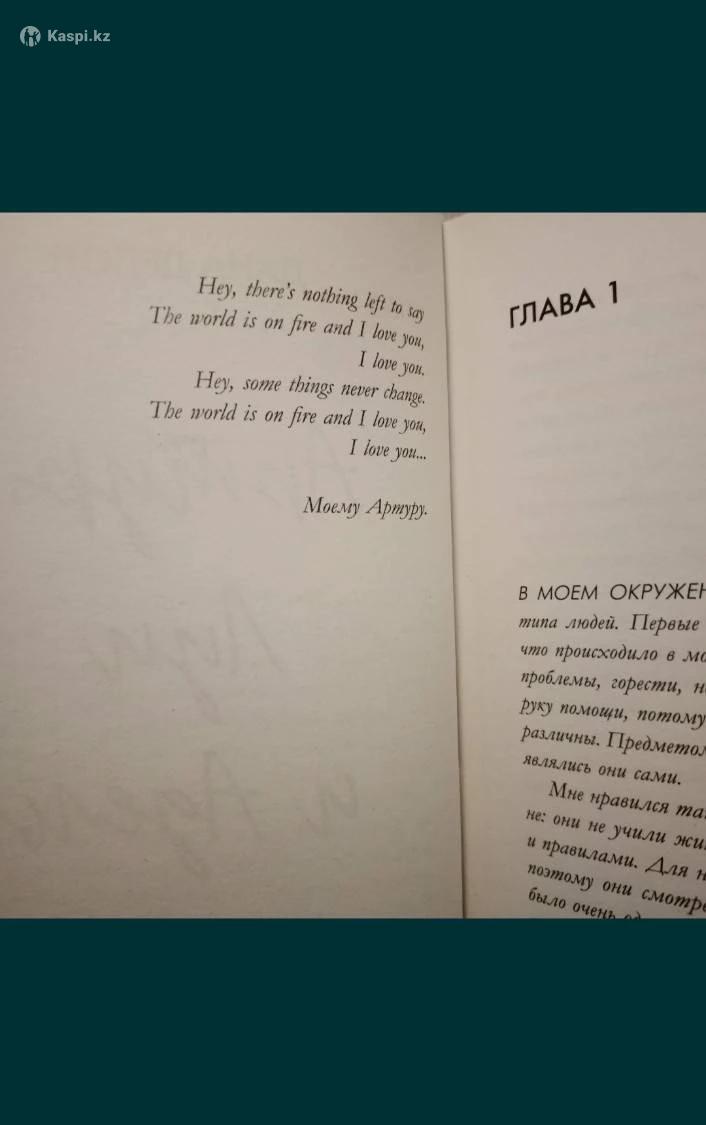 Kaspi.kz
Hey, there's nothing left to say
The world is on fire and I love you,
I love you.
Hey, some things never change.
The world is on fire and I love you,
I love you...
Моему Артуру.
ГЛАВА 1
В МОЕМ
типа людей. Первые
что происходило в
проблемы, горести,
руку помощи, потому
различны.
являлись они сами.
Мне нравился
не: они не учили
и правилами. Для
поэтому они
было очень